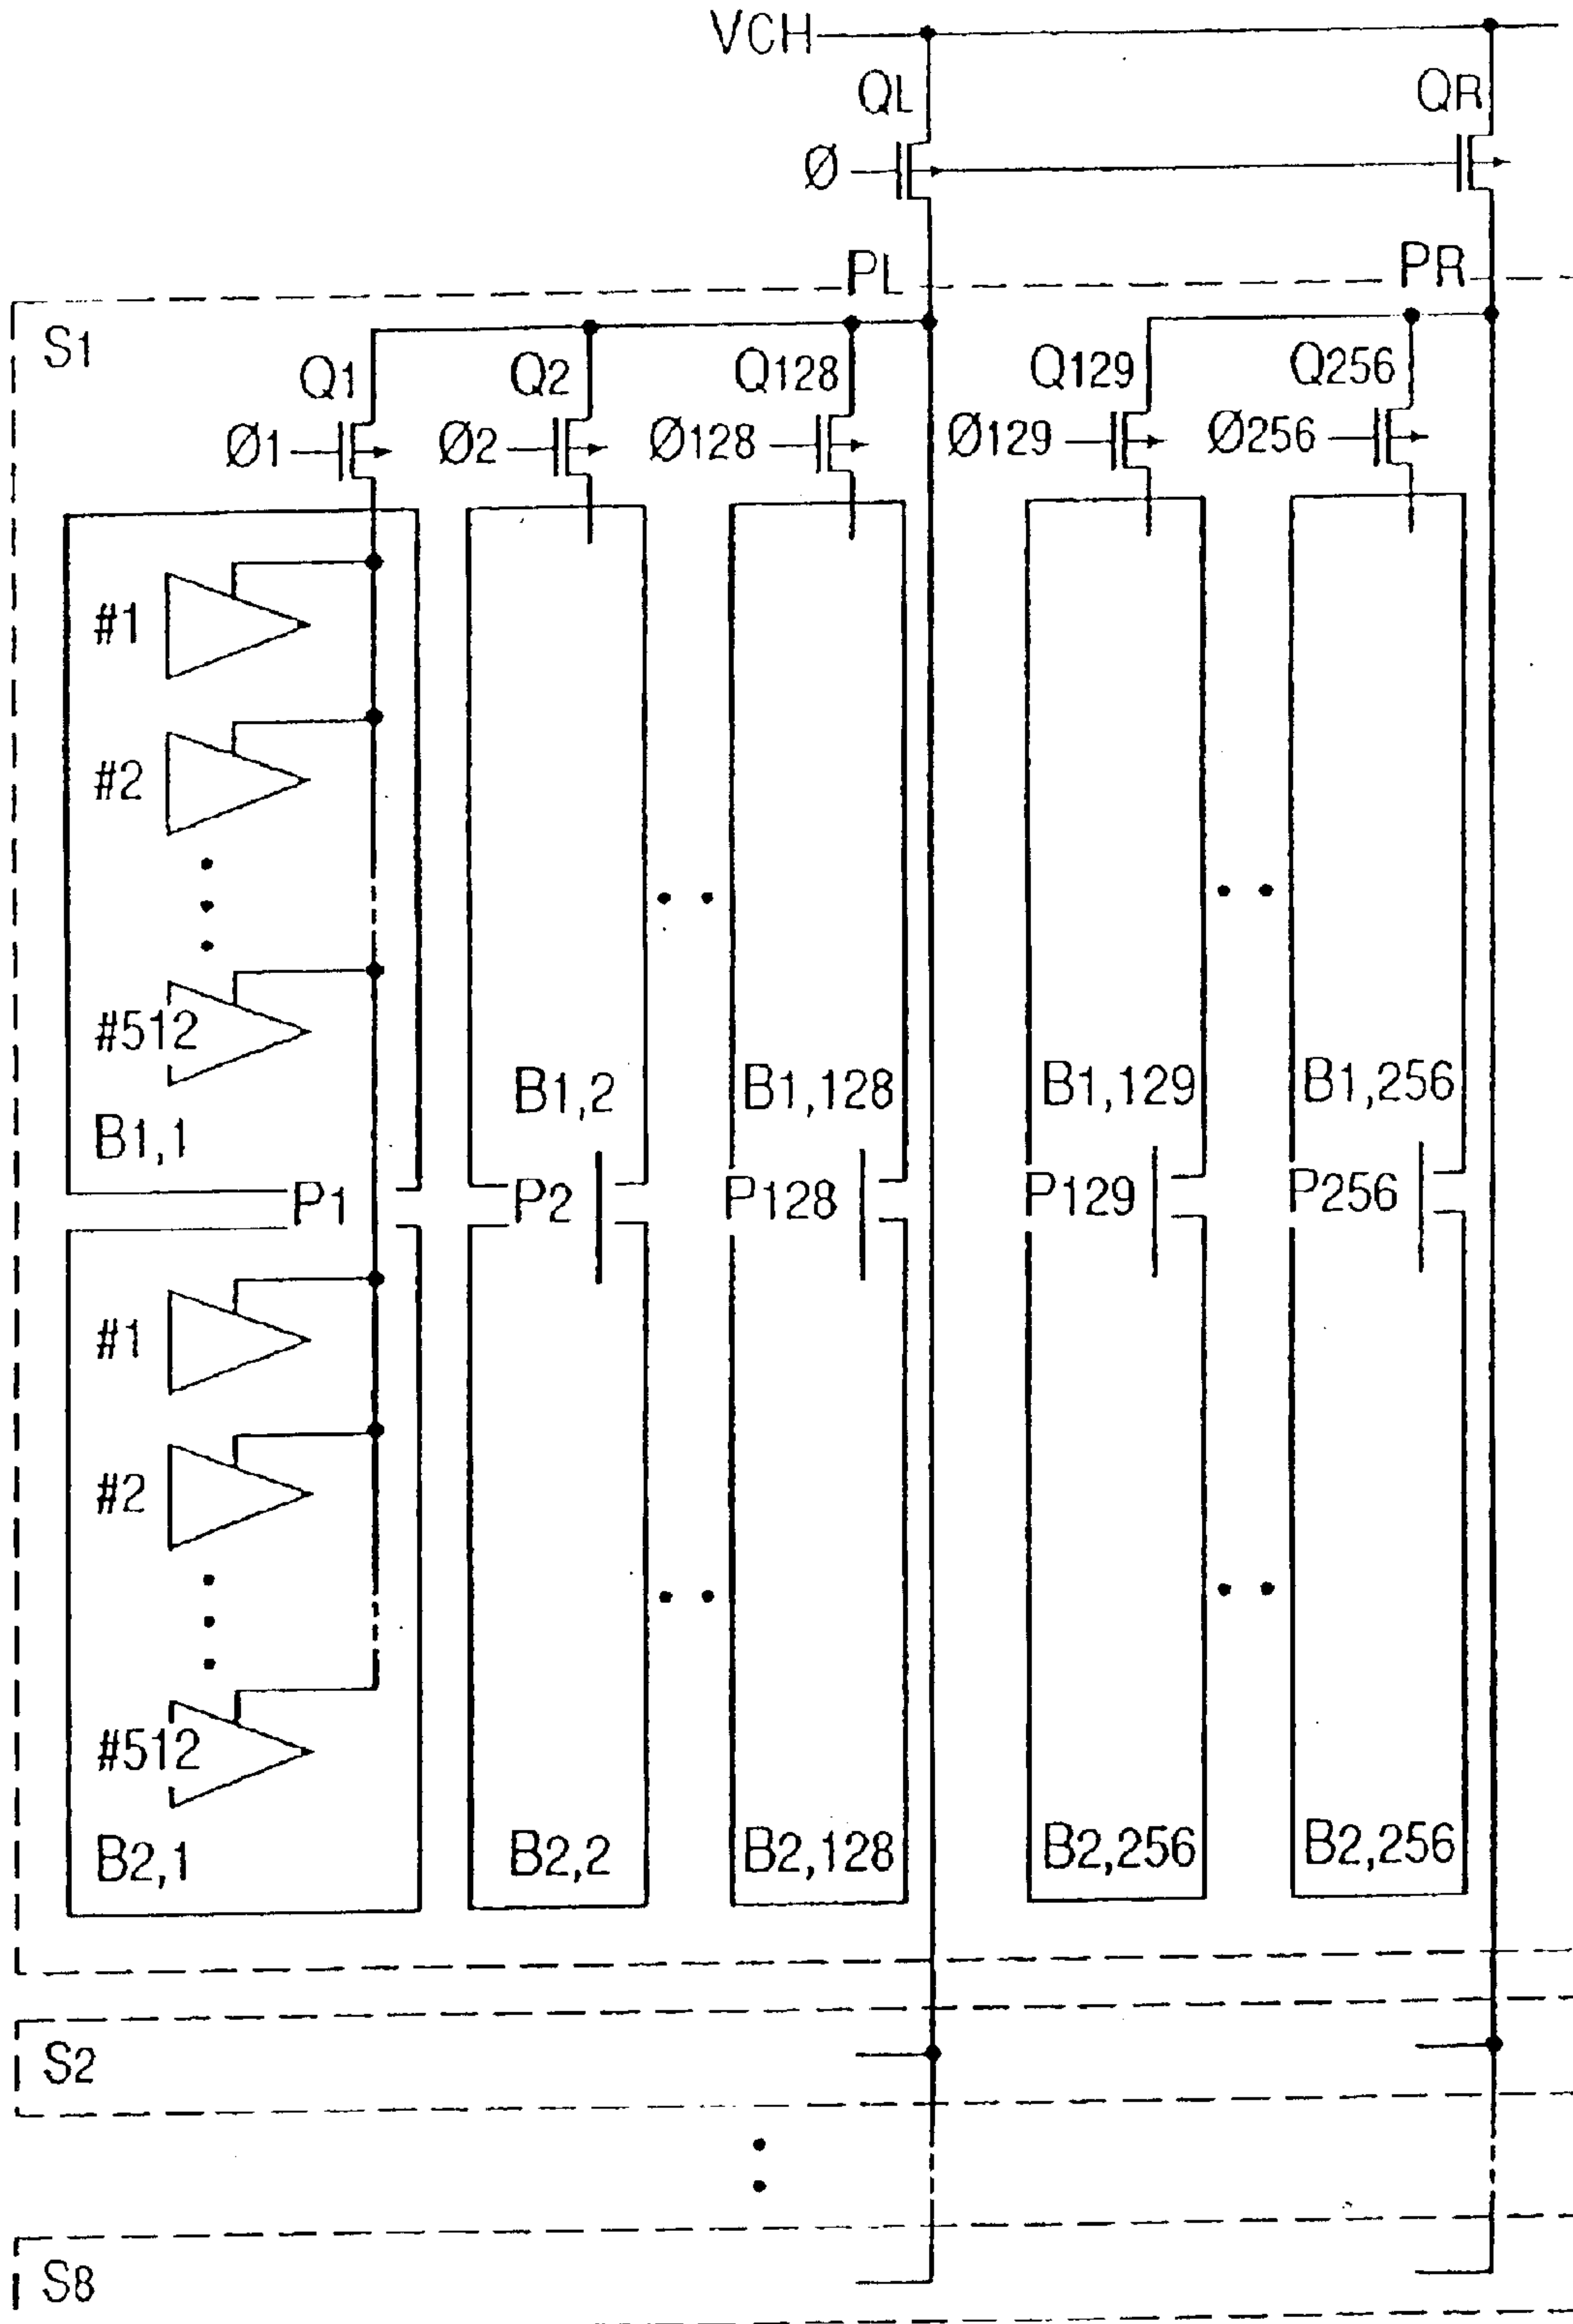 VCH
QL QR
Ø
PL PR
S1
Q1 Q2 Q128 Q129 Q256
Ø1 Ø2 Ø128 Ø129 Ø256
#1
#2
#512
B1,1 B1,2 B1,128 B1,129 B1,256
P1 P2 P128 P129 P256
#1
#2
#512
B2,1 B2,2 B2,128 B2,256 B2,256
S2
S8